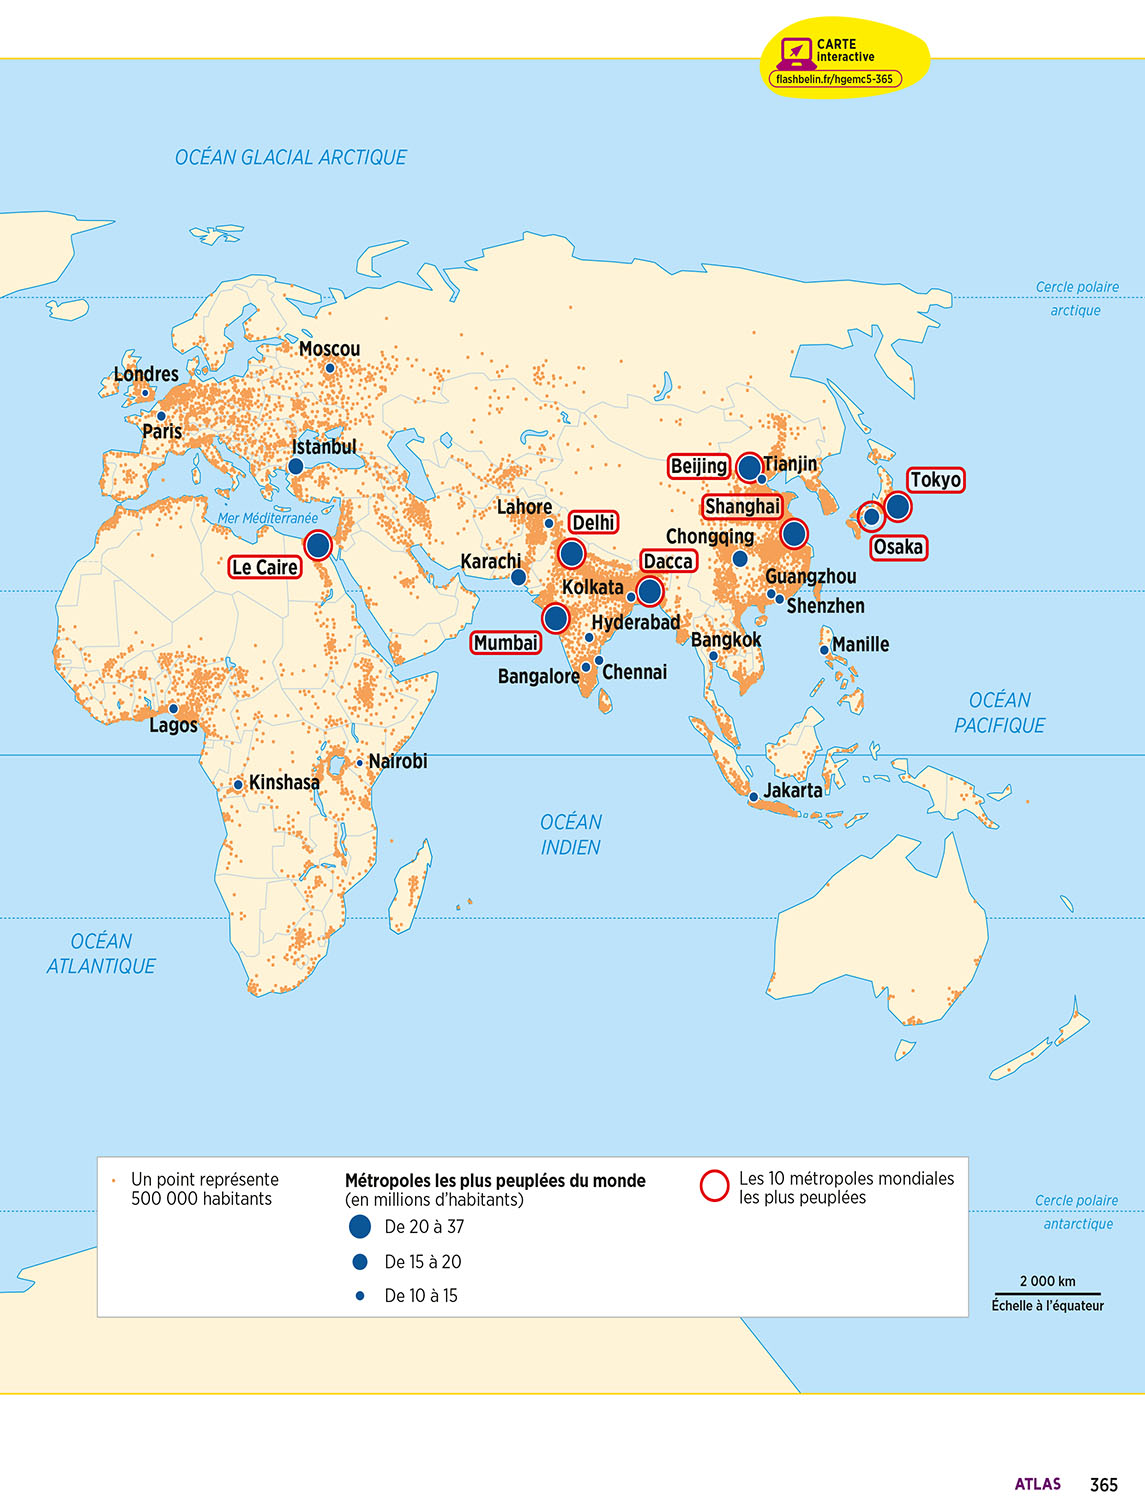 CARTE
interactive
flashbelin.fr/hgemc5-365
OCÉAN GLACIAL ARCTIQUE
Cercle polaire
arctique
Moscou
Londres
Paris
Istanbul
Beijing
Tianjin
Tokyo
Lahore
Delhi
Shanghai
Mer Méditerranée
Chongqing
Osaka
Le Caire
Karachi
Dacca
Kolkata
Guangzhou
Shenzhen
Hyderabad
Mumbai
Bangkok
Manille
Bangalore
Chennai
OCÉAN
PACIFIQUE
Lagos
Nairobi
Kinshasa
Jakarta
OCÉAN
INDIEN
OCÉAN
ATLANTIQUE
Un point représente
500 000 habitants
Métropoles les plus peuplées du monde
(en millions d'habitants)
De 20 à 37
De 15 à 20
De 10 à 15
Les 10 métropoles mondiales
les plus peuplées
Cercle polaire
antarctique
2 000 km
Échelle à l'équateur
ATLAS 365